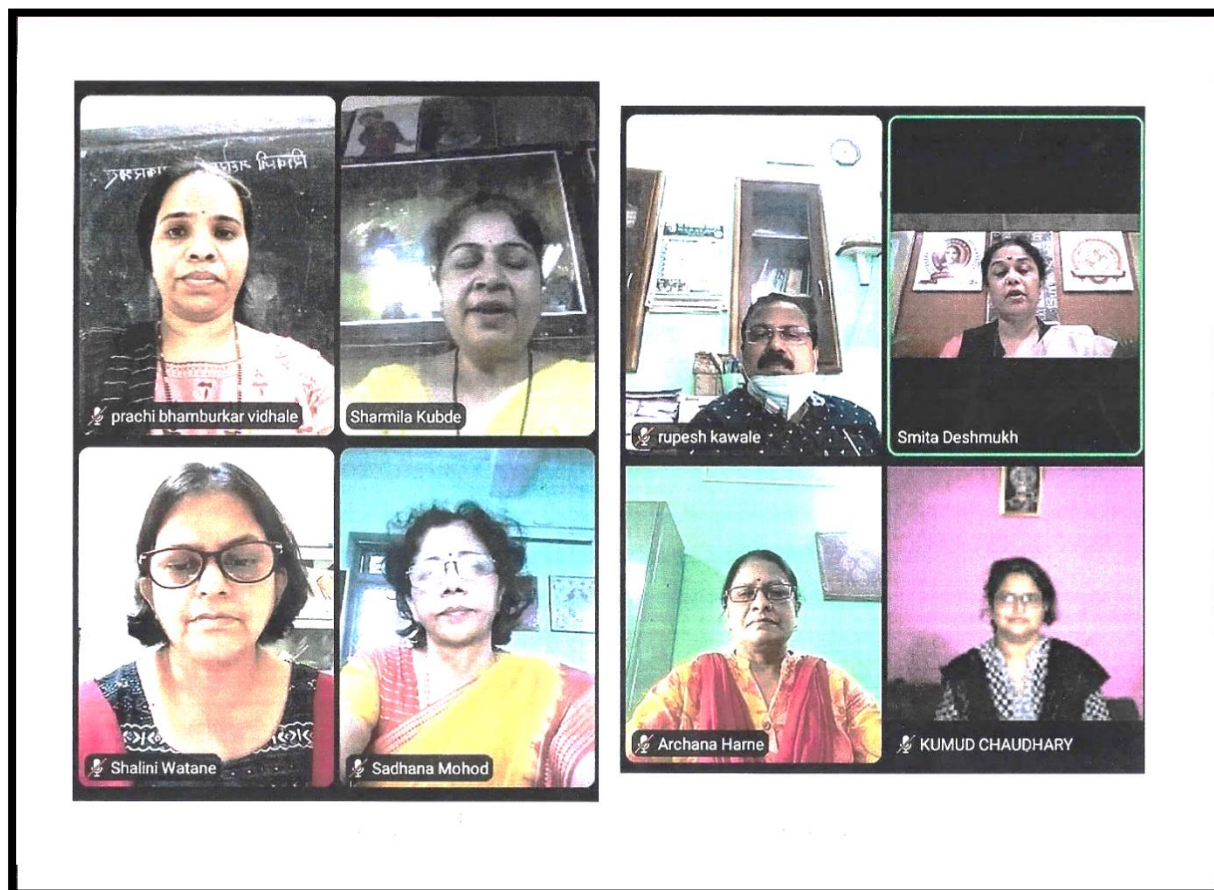 prachi bhamburkar vidhale
Sharmila Kubde
Shalini Watane
Sadhana Mohod
rupesh kawale
Smita Deshmukh
Archana Harne
KUMUD CHAUDHARY